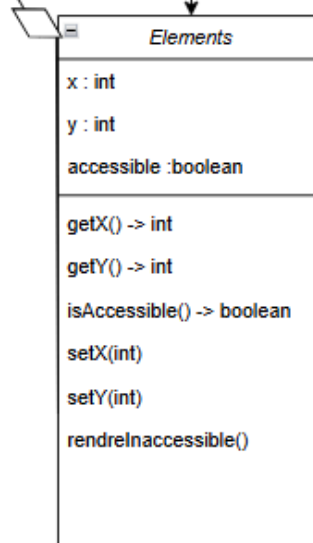 Elements
x : int
y : int
accessible :boolean
getX() -> int
getY() -> int
isAccessible() -> boolean
setX(int)
setY(int)
rendreInaccessible()